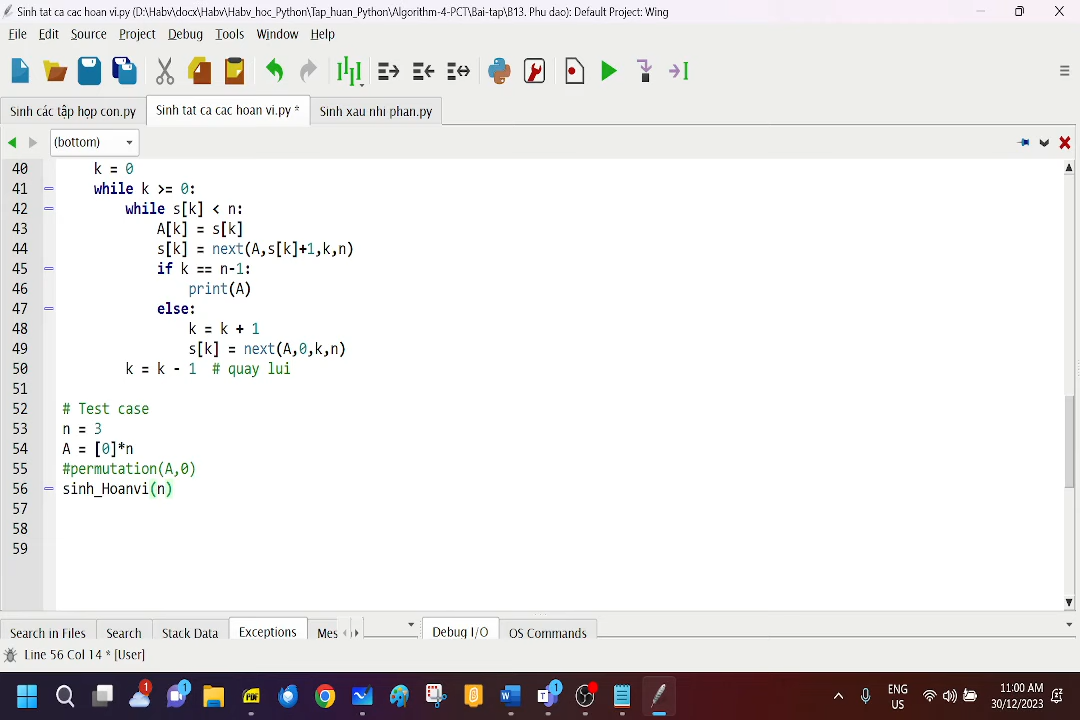 Sinh tat ca cac hoan vi.py (D:\Habv\docx\Habv\Habv_hoc_Python\Tap_huan_Python\Algorithm-4-PCT\Bai-tap\B13. Phu dao): Default Project: Wing
File Edit Source Project Debug Tools Window Help
Sinh các tập hợp con.py Sinh tat ca cac hoan vi.py * Sinh xau nhi phan.py
(bottom)
40 k = 0
41 while k >= 0:
42 while s[k] < n:
43 A[k] = s[k]
44 s[k] = next(A,s[k]+1,k,n)
45 if k == n-1:
46 print(A)
47 else:
48 k = k + 1
49 s[k] = next(A,0,k,n)
50 k = k - 1 # quay lui
51
52 # Test case
53 n = 3
54 A = [0]*n
55 #permutation(A,0)
56 sinh_Hoanvi(n)
57
58
59
Search in Files Search Stack Data Exceptions Mes Debug I/O OS Commands
Line 56 Col 14 * [User]
1 1 PDF 1 ENG 11:00 AM
US 30/12/2023